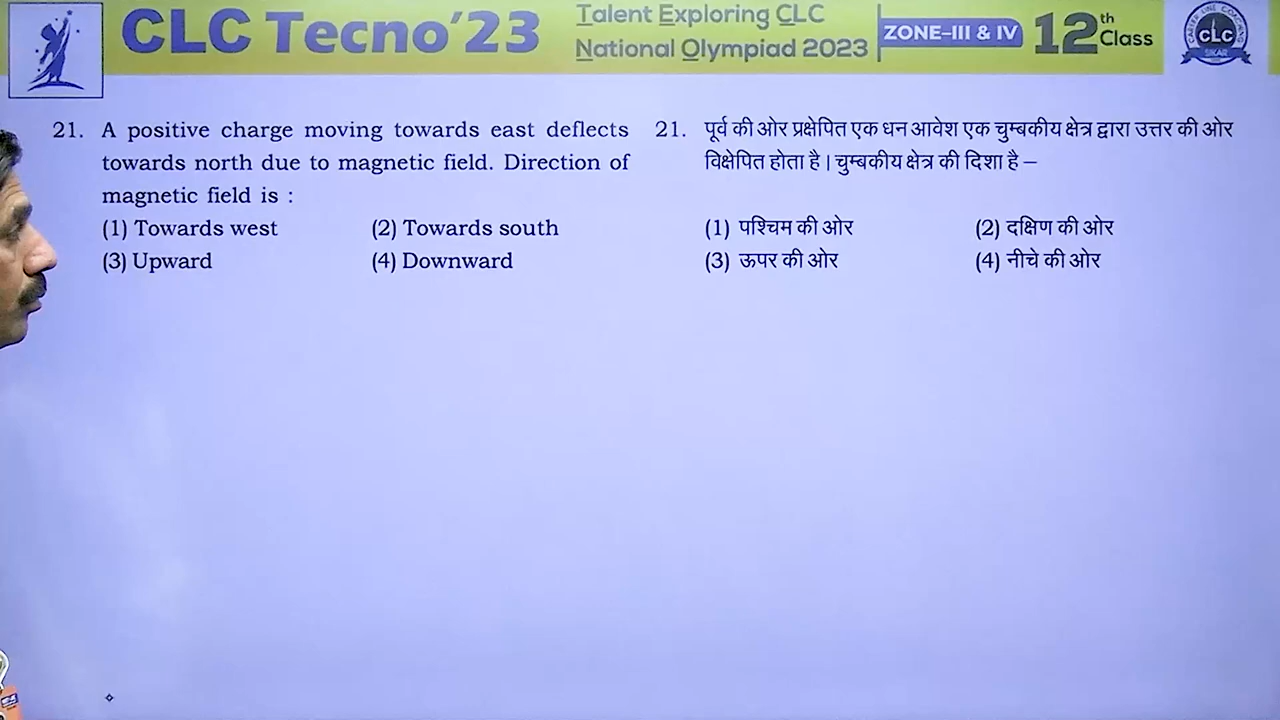 CLC Tecno'23
Talent Exploring CLC
National Olympiad 2023
ZONE-III & IV
12th Class
CLC
SIKAR
21. A positive charge moving towards east deflects
towards north due to magnetic field. Direction of
magnetic field is :
(1) Towards west (2) Towards south
(3) Upward (4) Downward
21. पूर्व की ओर प्रक्षेपित एक धन आवेश एक चुम्बकीय क्षेत्र द्वारा उत्तर की ओर
विक्षेपित होता है। चुम्बकीय क्षेत्र की दिशा है –
(1) पश्चिम की ओर (2) दक्षिण की ओर
(3) ऊपर की ओर (4) नीचे की ओर